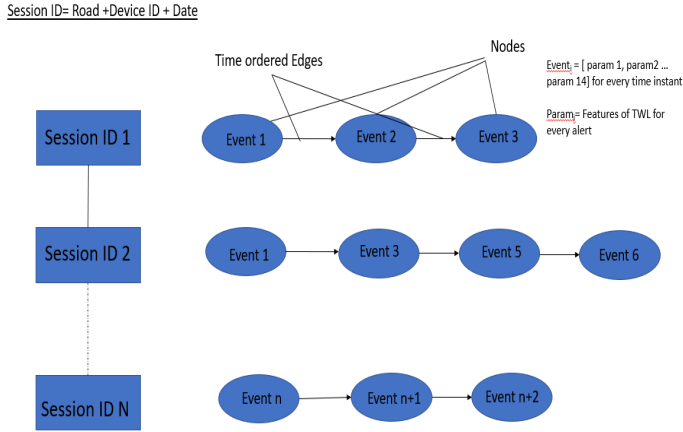 Session ID= Road +Device ID + Date
Nodes
Time ordered Edges
Eventᵢ = [ param 1, param2 ...
param 14] for every time instant
Paramᵢ= Features of TWL for
every alert
Session ID 1
Event 1
Event 2
Event 3
Session ID 2
Event 1
Event 3
Event 5
Event 6
Session ID N
Event n
Event n+1
Event n+2